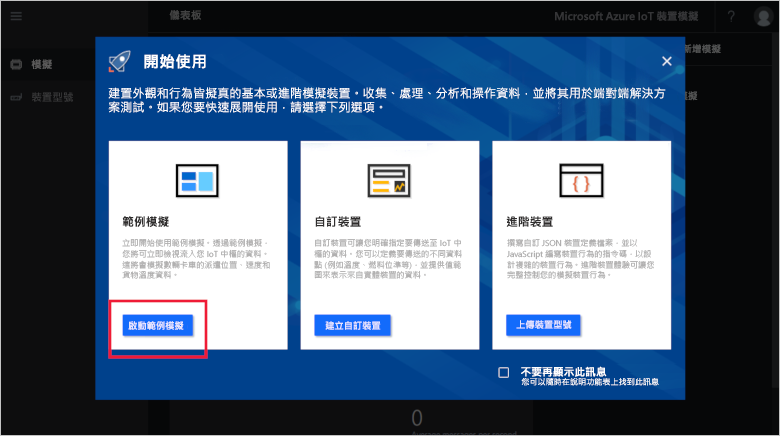 儀表板
Microsoft Azure IoT 裝置模擬
?
新增模擬
模擬
裝置型號
模擬
開始使用
建置外觀和行為皆擬真的基本或進階模擬裝置。收集、處理、分析和操作資料，並將其用於端對端解決方
案測試。如果您要快速展開使用，請選擇下列選項。
範例模擬
立即開始使用範例模擬。透過範例模擬，
您將可立即檢視流入您 IoT 中樞的資料。
這將會模擬數輛卡車的派遣位置、速度和
貨物溫度資料。
啟動範例模擬
自訂裝置
自訂裝置可讓您明確指定要傳送至 IoT 中
樞的資料。您可以定義要傳送的不同資料
點 (例如溫度、燃料位準等)，並提供值範
圍來表示來自實體裝置的資料。
建立自訂裝置
進階裝置
撰寫自訂 JSON 裝置定義檔案，並以
JavaScript 編寫裝置行為的指令碼，以設
計複雜的裝置行為。進階裝置體驗可讓您
完整控制您的模擬裝置行為。
上傳裝置型號
不要再顯示此訊息
您可以隨時在說明功能表上找到此訊息
0